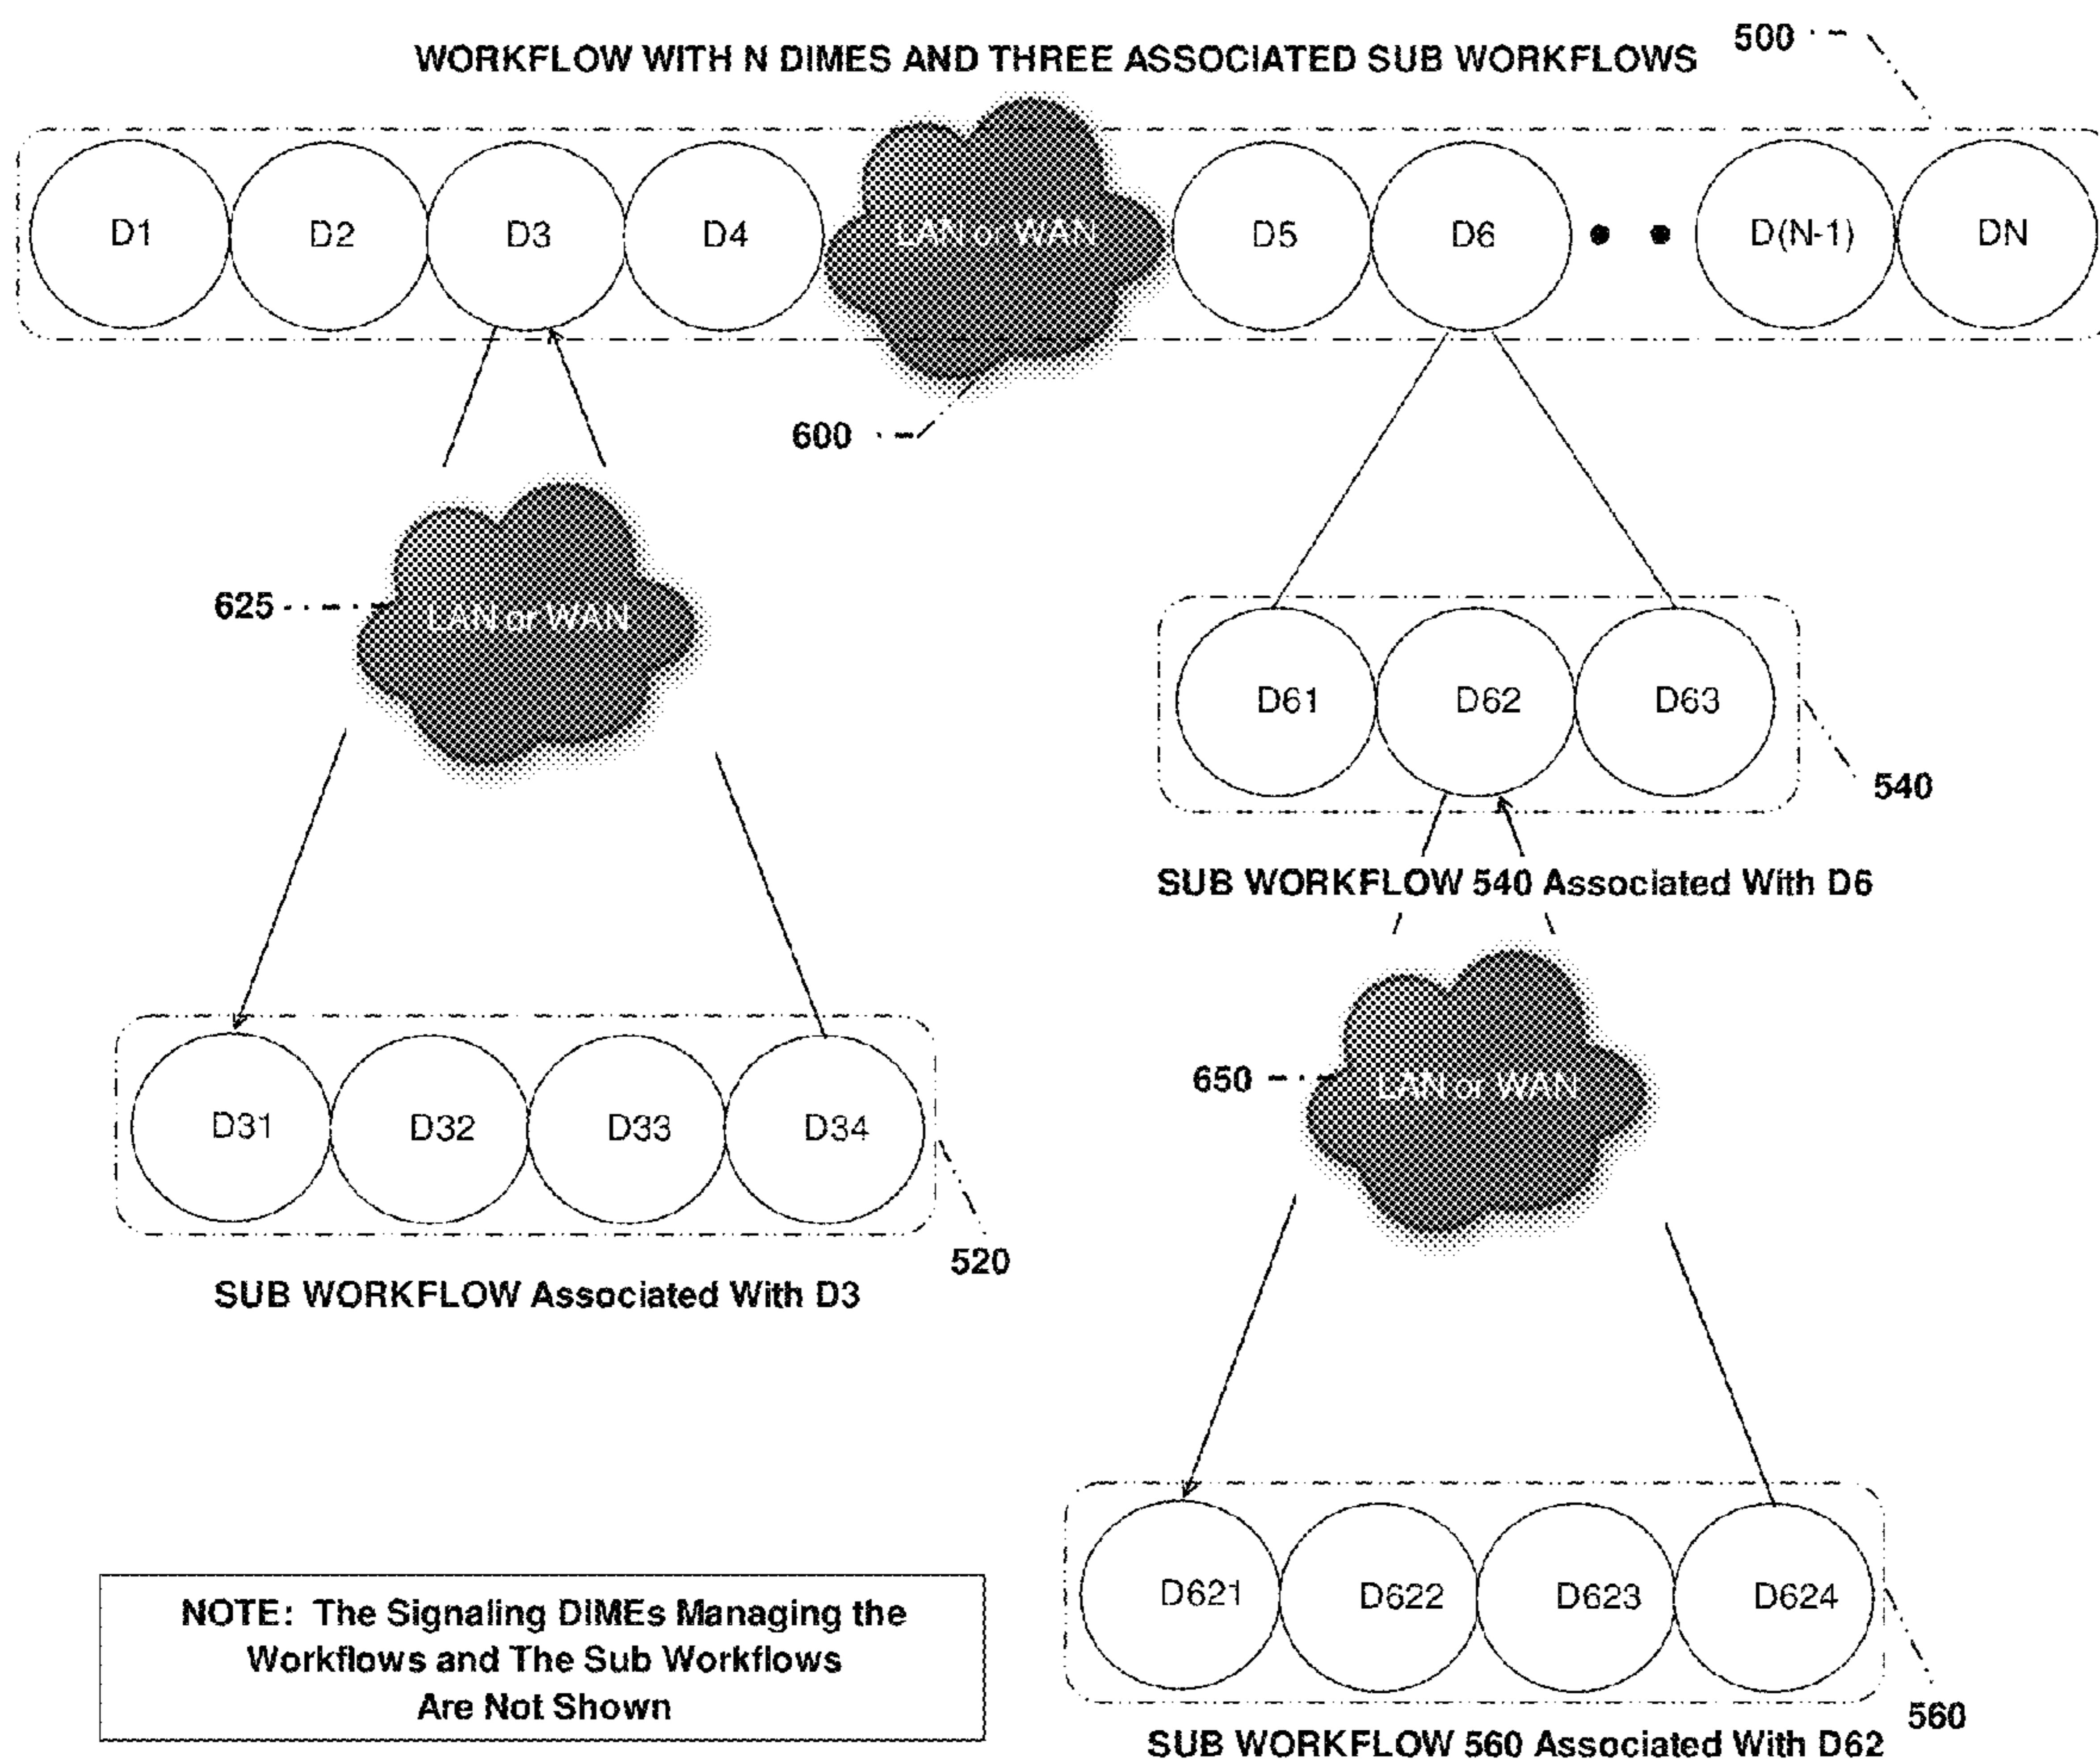 WORKFLOW WITH N DIMES AND THREE ASSOCIATED SUB WORKFLOWS
500
D1 D2 D3 D4 LAN or WAN D5 D6 D(N-1) DN
600
625
LAN or WAN
D61 D62 D63
540
SUB WORKFLOW 540 Associated With D6
650
LAN or WAN
D31 D32 D33 D34
520
SUB WORKFLOW Associated With D3
D621 D622 D623 D624
560
SUB WORKFLOW 560 Associated With D62
NOTE: The Signaling DIMEs Managing the
Workflows and The Sub Workflows
Are Not Shown